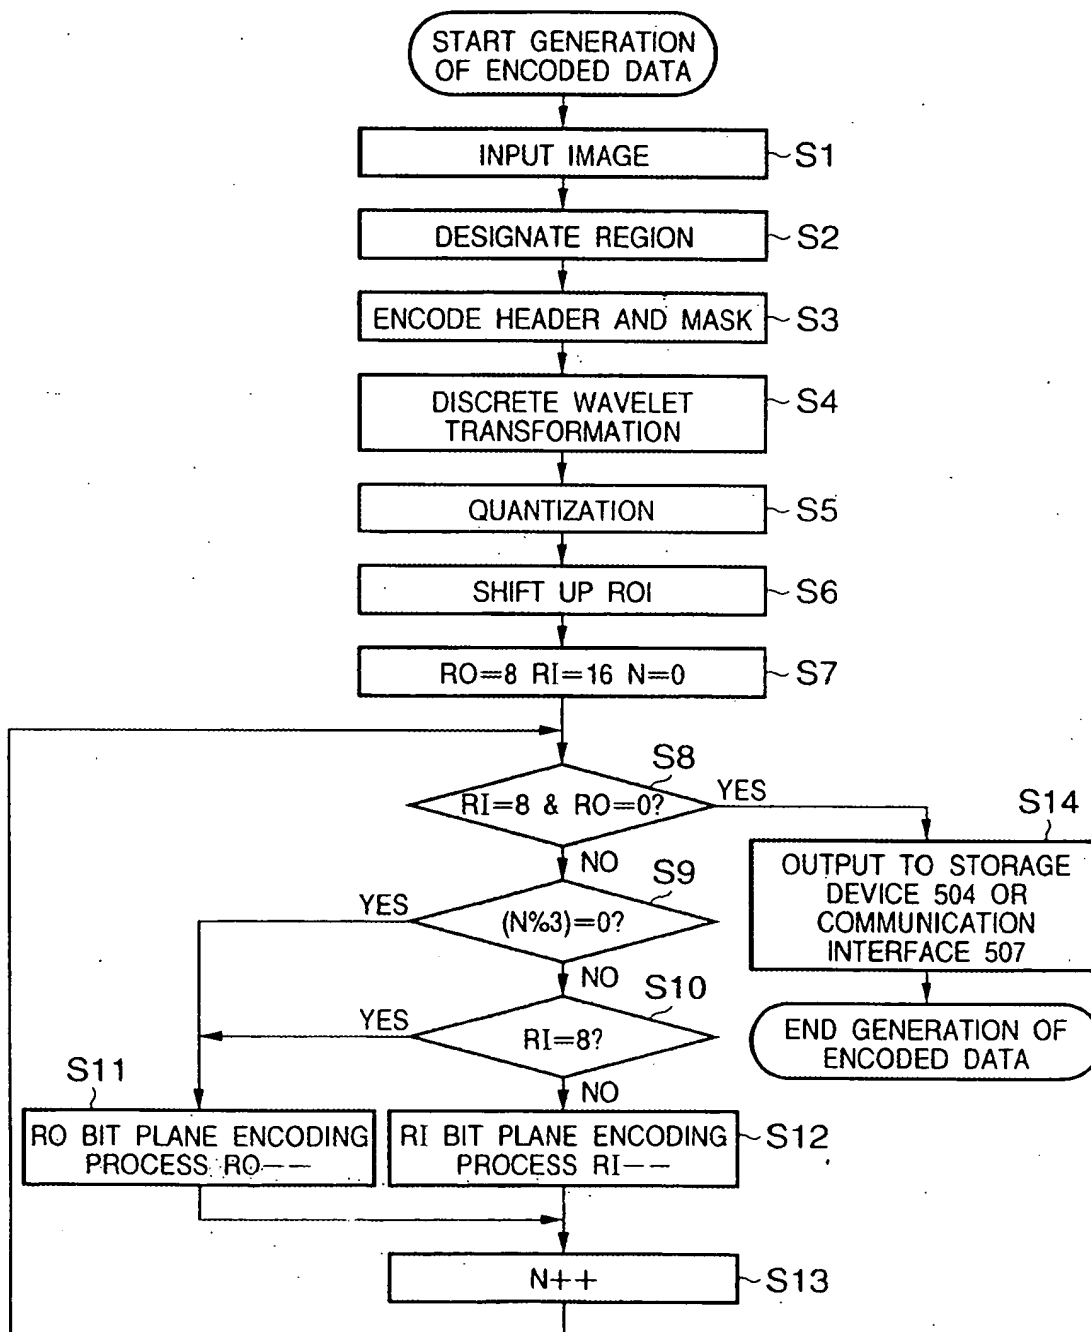 START GENERATION
OF ENCODED DATA
INPUT IMAGE
S1
DESIGNATE REGION
S2
ENCODE HEADER AND MASK
S3
DISCRETE WAVELET
TRANSFORMATION
S4
QUANTIZATION
S5
SHIFT UP ROI
S6
RO=8 RI=16 N=0
S7
S8
RI=8 & RO=0?
YES
NO
S14
OUTPUT TO STORAGE
DEVICE 504 OR
COMMUNICATION
INTERFACE 507
S9
YES
(N%3)=0?
NO
S10
YES
RI=8?
NO
END GENERATION OF
ENCODED DATA
S11
RO BIT PLANE ENCODING
PROCESS RO--
RI BIT PLANE ENCODING
PROCESS RI--
S12
N++
S13